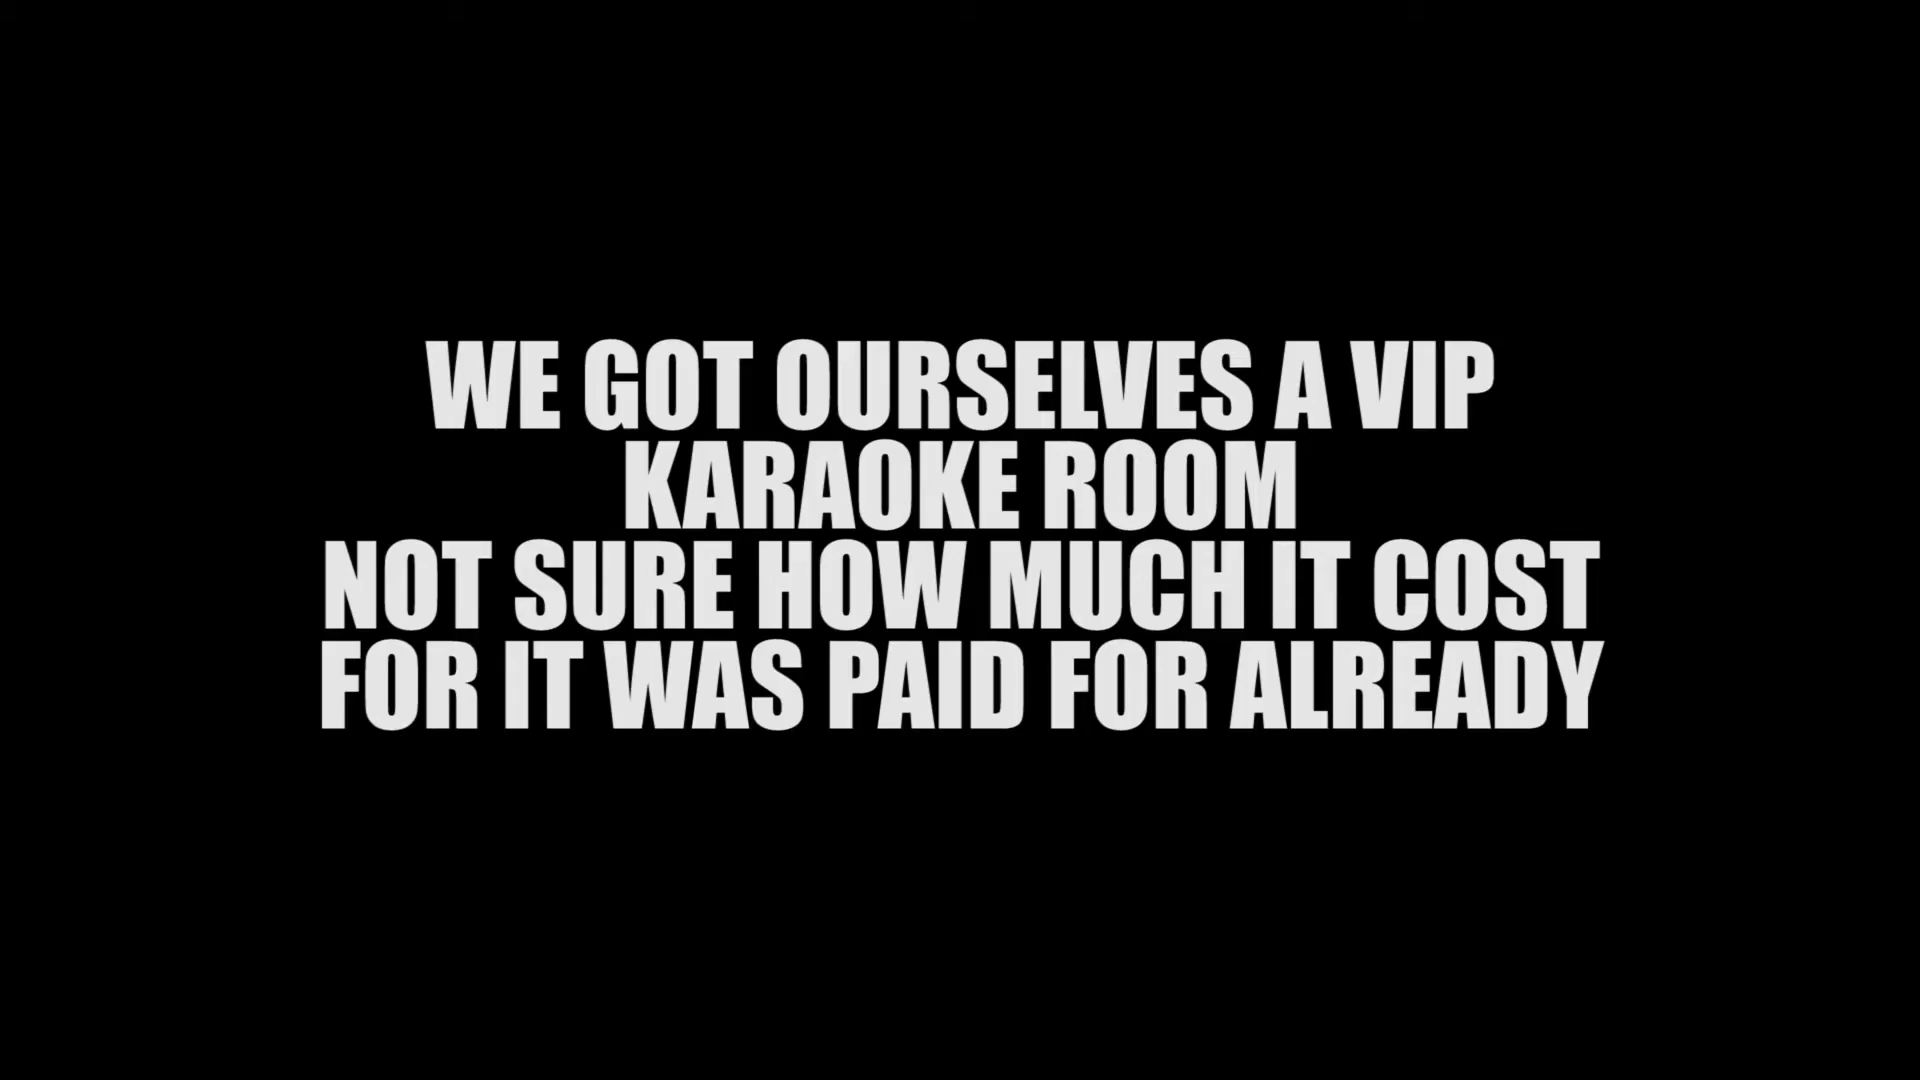 WE GOT OURSELVES A VIP
KARAOKE ROOM
NOT SURE HOW MUCH IT COST
FOR IT WAS PAID FOR ALREADY